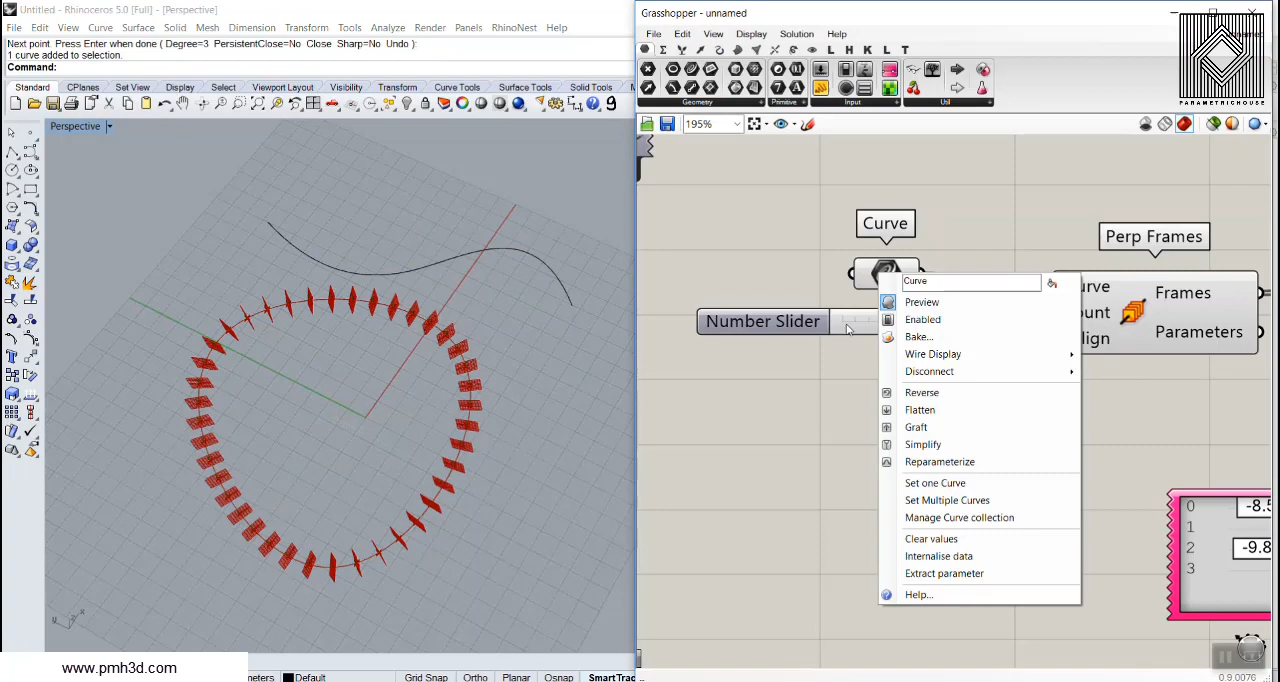 Untitled - Rhinoceros 5.0 [Full] - [Perspective]
File Edit View Curve Surface Solid Mesh Dimension Transform Tools Analyze Render Panels RhinoNest Help
Next point. Press Enter when done ( Degree=3 PersistentClose=No Close Sharp=No Undo ):
1 curve added to selection.
Command:
Standard CPlanes Set View Display Select Viewport Layout Visibility Transform Curve Tools Surface Tools Solid Tools
Perspective
www.pmh3d.com
Default
Grid Snap Ortho Planar Osnap SmartTrac
Grasshopper - unnamed
File Edit View Display Solution Help
L H K L T
Geometry Primitive Input Util
PARAMETRICHOUSE
195%
Curve
Perp Frames
Number Slider
Frames
Parameters
Curve
Preview
Enabled
Bake...
Wire Display
Disconnect
Reverse
Flatten
Graft
Simplify
Reparameterize
Set one Curve
Set Multiple Curves
Manage Curve collection
Clear values
Internalise data
Extract parameter
Help...
0
1
2
3
-8.5
-9.8
0.9.0076